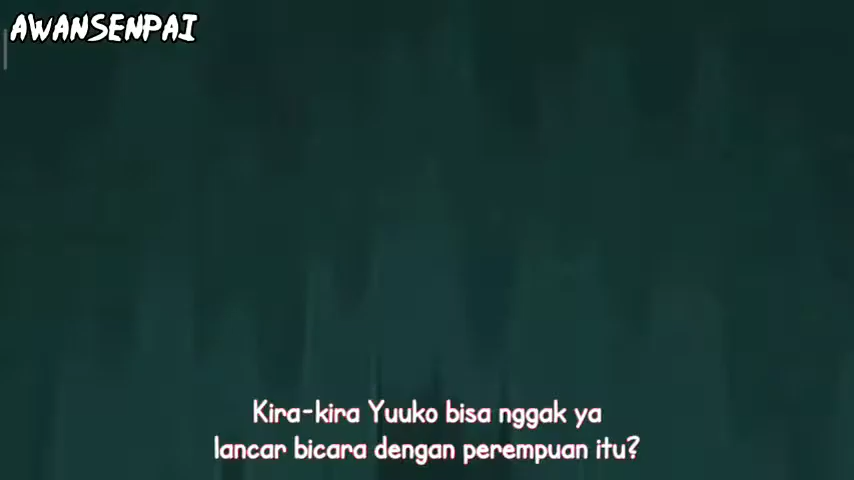 AWANSENPAI
Kira-kira Yuuko bisa nggak ya
lancar bicara dengan perempuan itu?